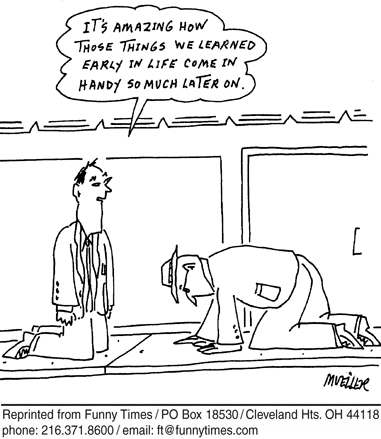 IT'S AMAZING HOW
THOSE THINGS WE LEARNED
EARLY IN LIFE COME IN
HANDY SO MUCH LATER ON.
MUELLER
Reprinted from Funny Times / PO Box 18530 / Cleveland Hts. OH 44118
phone: 216.371.8600 / email: ft@funnytimes.com